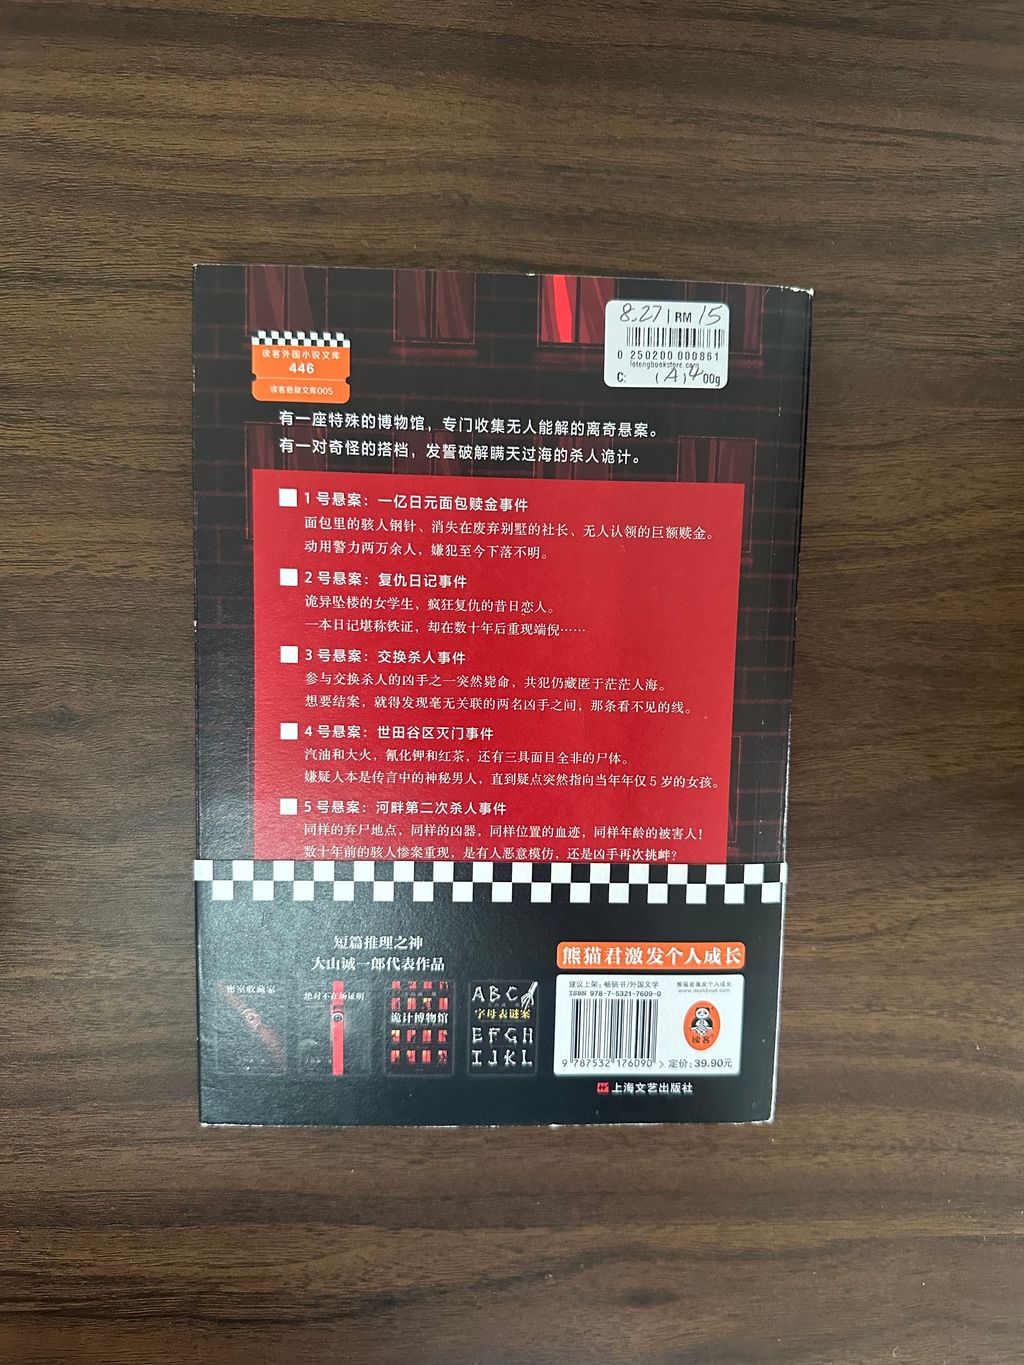 8.27 | RM 15
0 250200 000861
lotengbookstore.com
C: (A)4 00g
读客外国小说文库
446
读客悬疑文库005
有一座特殊的博物馆，专门收集无人能解的离奇悬案。
有一对奇怪的搭档，发誓破解瞒天过海的杀人诡计。
1号悬案：一亿日元面包赎金事件
面包里的骇人钢针、消失在废弃别墅的社长、无人认领的巨额赎金。
动用警力两万余人，嫌犯至今下落不明。
2号悬案：复仇日记事件
诡异坠楼的女学生，疯狂复仇的昔日恋人。
一本日记堪称铁证，却在数十年后重现端倪……
3号悬案：交换杀人事件
参与交换杀人的凶手之一突然毙命，共犯仍藏匿于茫茫人海。
想要结案，就得发现毫无关联的两名凶手之间，那条看不见的线。
4号悬案：世田谷区灭门事件
汽油和大火，氰化钾和红茶，还有三具面目全非的尸体。
嫌疑人本是传言中的神秘男人，直到疑点突然指向当年年仅5岁的女孩。
5号悬案：河畔第二次杀人事件
同样的弃尸地点，同样的凶器，同样位置的血迹，同样年龄的被害人！
数十年前的骇人惨案重现，是有人恶意模仿，还是凶手再次挑衅？
短篇推理之神
大山诚一郎代表作品
密室收藏家
绝对不在场证明
诡计博物馆
ABC
字母表谜案
EFGH
IJKL
熊猫君激发个人成长
建议上架：畅销书/外国文学
ISBN 978-7-5321-7609-0
熊猫君激发个人成长
www.dookbook.com
读客
9 787532 176090 >
定价：39.90元
上海文艺出版社